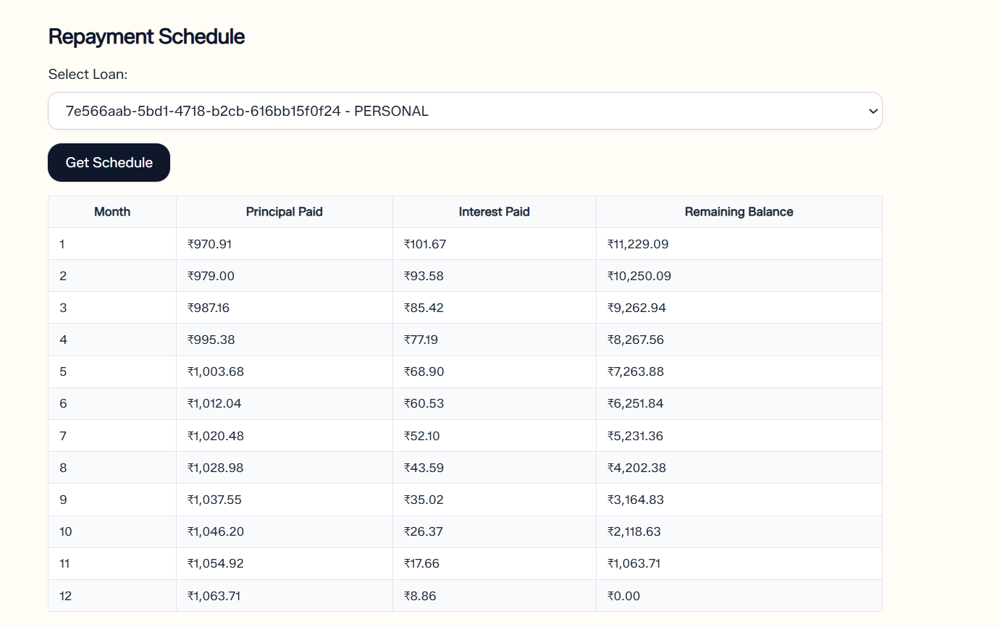 Repayment Schedule
Select Loan:
7e566aab-5bd1-4718-b2cb-616bb15f0f24 - PERSONAL
Get Schedule
Month Principal Paid Interest Paid Remaining Balance
1 ₹970.91 ₹101.67 ₹11,229.09
2 ₹979.00 ₹93.58 ₹10,250.09
3 ₹987.16 ₹85.42 ₹9,262.94
4 ₹995.38 ₹77.19 ₹8,267.56
5 ₹1,003.68 ₹68.90 ₹7,263.88
6 ₹1,012.04 ₹60.53 ₹6,251.84
7 ₹1,020.48 ₹52.10 ₹5,231.36
8 ₹1,028.98 ₹43.59 ₹4,202.38
9 ₹1,037.55 ₹35.02 ₹3,164.83
10 ₹1,046.20 ₹26.37 ₹2,118.63
11 ₹1,054.92 ₹17.66 ₹1,063.71
12 ₹1,063.71 ₹8.86 ₹0.00